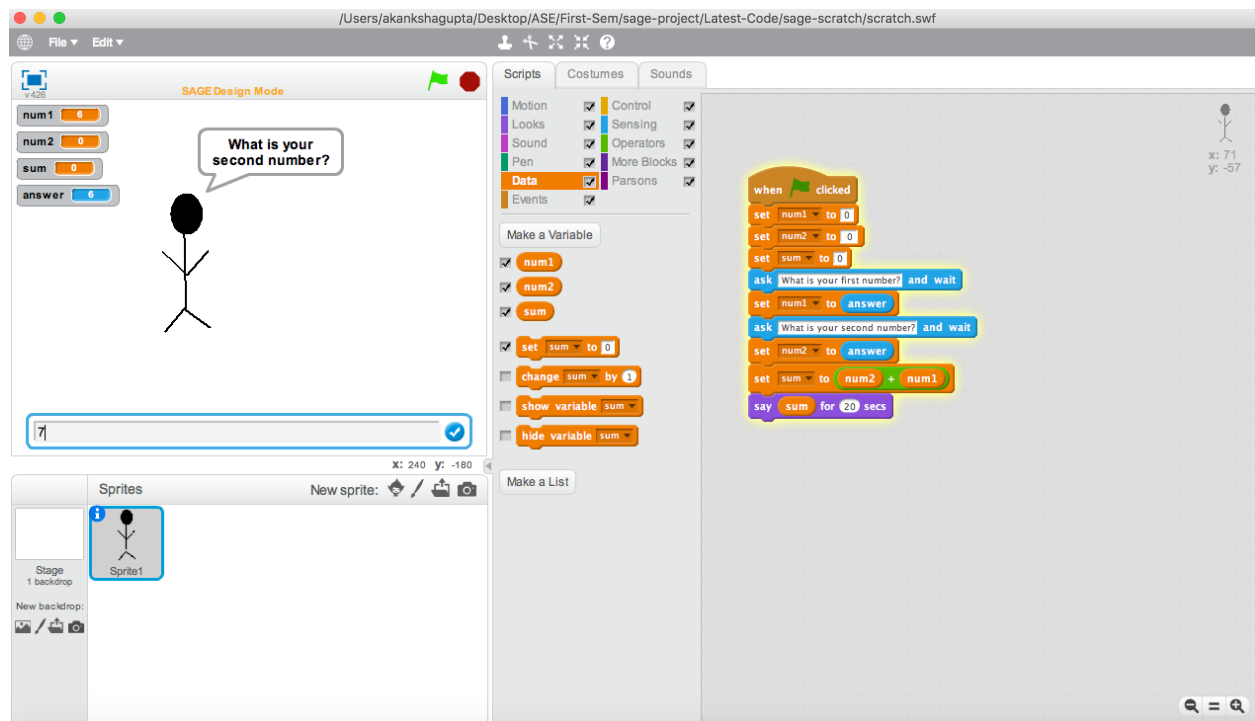 /Users/akankshagupta/Desktop/ASE/First-Sem/sage-project/Latest-Code/sage-scratch/scratch.swf
File ▾ Edit ▾
v426
SAGE Design Mode
num1 6
num2 0
sum 0
answer 6
What is your
second number?
7
x: 240 y: -180
Sprites
New sprite:
Stage
1 backdrop
New backdrop:
Sprite1
Scripts Costumes Sounds
Motion Control
Looks Sensing
Sound Operators
Pen More Blocks
Data Parsons
Events
Make a Variable
num1
num2
sum
set sum to 0
change sum by 1
show variable sum
hide variable sum
Make a List
when clicked
set num1 to 0
set num2 to 0
set sum to 0
ask What is your first number? and wait
set num1 to answer
ask What is your second number? and wait
set num2 to answer
set sum to num2 + num1
say sum for 20 secs
x: 71
y: -57